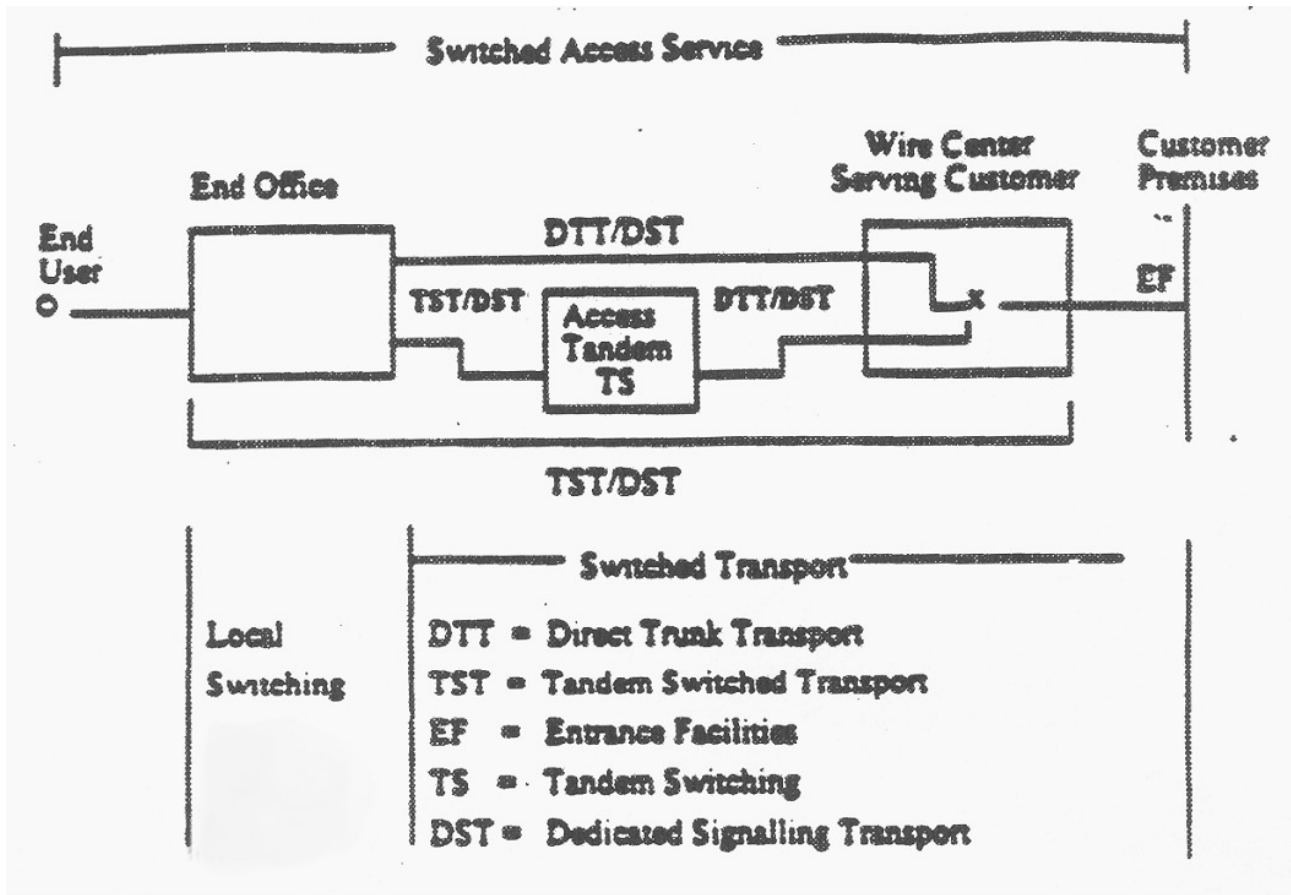 Switched Access Service
Wire Center
Serving Customer
Customer
Premises
End Office
End
User
DTT/DST
EF
TST/DST
DTT/DST
Access
Tandem
TS
x
TST/DST
Switched Transport
Local
Switching
DTT = Direct Trunk Transport
TST = Tandem Switched Transport
EF = Entrance Facilities
TS = Tandem Switching
DST = Dedicated Signalling Transport